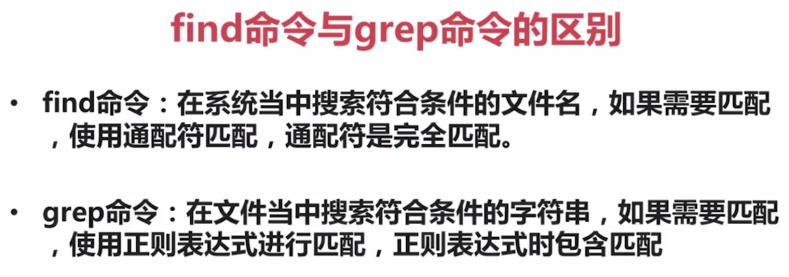 find命令与grep命令的区别
• find命令：在系统当中搜索符合条件的文件名，如果需要匹配
，使用通配符匹配，通配符是完全匹配。
• grep命令：在文件当中搜索符合条件的字符串，如果需要匹配
，使用正则表达式进行匹配，正则表达式时包含匹配